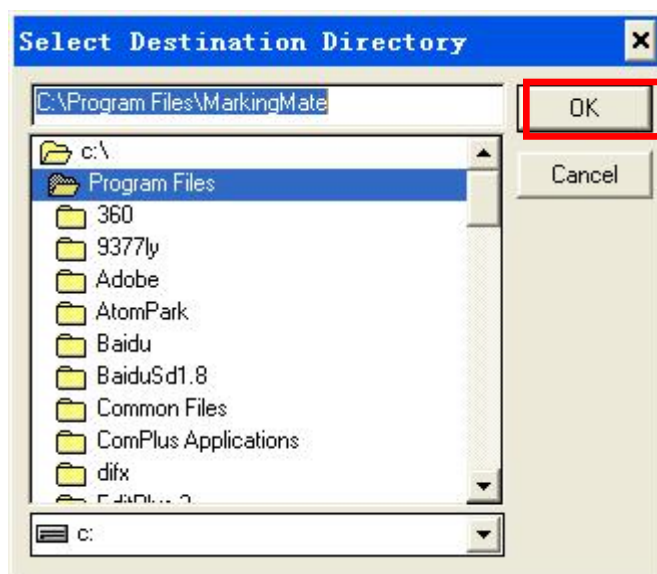 Select Destination Directory
C:\Program Files\MarkingMate
OK
c:\
Program Files
Cancel
360
9377ly
Adobe
AtomPark
Baidu
BaiduSd1.8
Common Files
ComPlus Applications
difx
c: